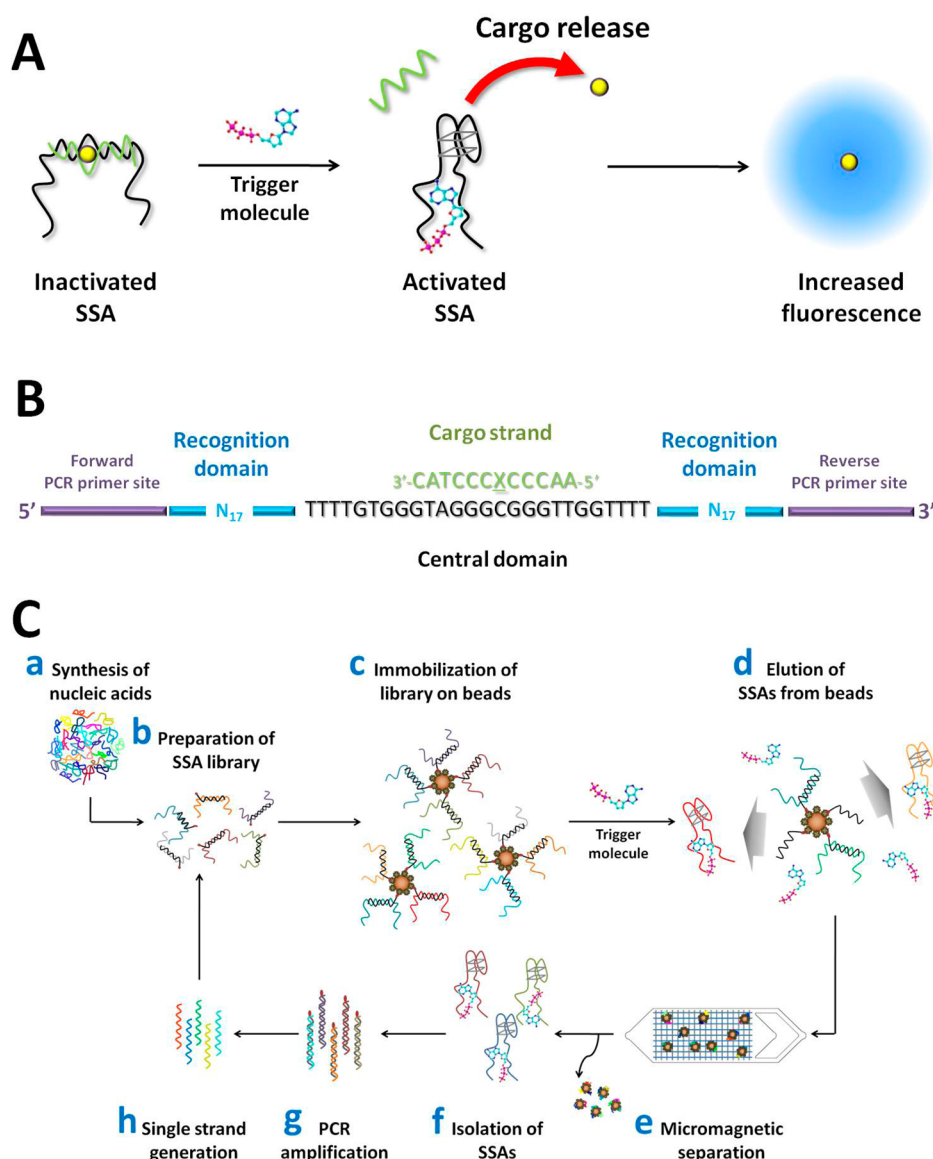 A
Cargo release
Trigger
molecule
Inactivated
SSA
Activated
SSA
Increased
fluorescence
B
Forward
PCR primer site
Recognition
domain
Cargo strand
Recognition
domain
Reverse
PCR primer site
3’-CATCCCXCCCAA-5’
5’ N17 TTTTGTGGGTAGGGCGGGTTGGTTTT N17 3’
Central domain
C
a Synthesis of
nucleic acids
b Preparation of
SSA library
c Immobilization of
library on beads
Trigger
molecule
d Elution of
SSAs from beads
h Single strand
generation
g PCR
amplification
f Isolation of
SSAs
e Micromagnetic
separation